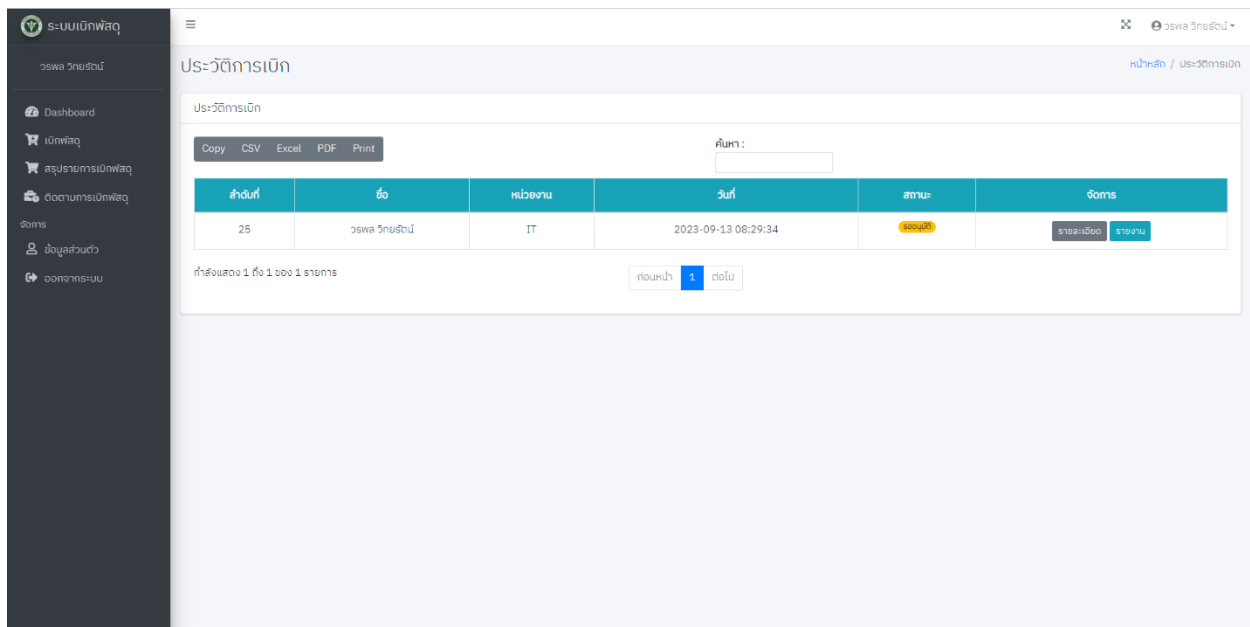 ระบบเบิกพัสดุ
วรพล วิทยรัตน์
วรพล วิทยรัตน์
Dashboard
เบิกพัสดุ
สรุปรายการเบิกพัสดุ
ติดตามการเบิกพัสดุ
จัดการ
ข้อมูลส่วนตัว
ออกจากระบบ
ประวัติการเบิก
หน้าหลัก / ประวัติการเบิก
ประวัติการเบิก
Copy CSV Excel PDF Print
ค้นหา :
ลำดับที่ ชื่อ หน่วยงาน วันที่ สถานะ จัดการ
25 วรพล วิทยรัตน์ IT 2023-09-13 08:29:34 รออนุมัติ รายละเอียด รายงาน
กำลังแสดง 1 ถึง 1 ของ 1 รายการ
ก่อนหน้า 1 ต่อไป